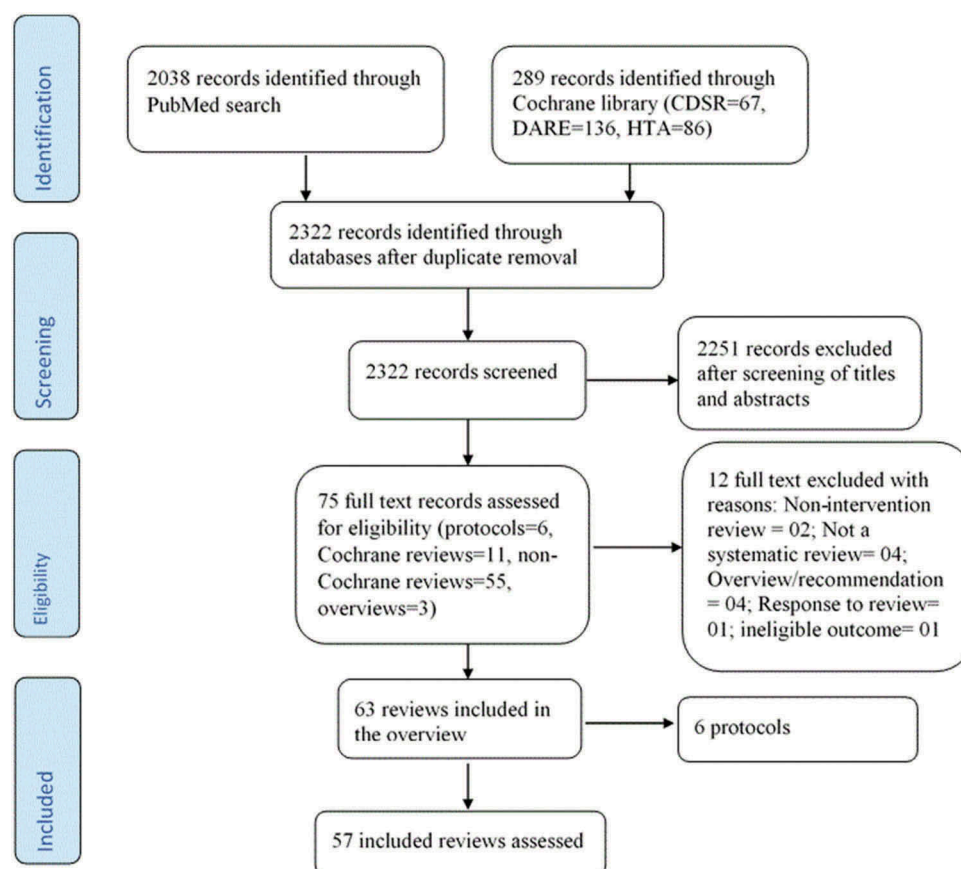 Identification
2038 records identified through
PubMed search
289 records identified through
Cochrane library (CDSR=67,
DARE=136, HTA=86)
2322 records identified through
databases after duplicate removal
Screening
2322 records screened
2251 records excluded
after screening of titles
and abstracts
Eligibility
75 full text records assessed
for eligibility (protocols=6,
Cochrane reviews=11, non-
Cochrane reviews=55,
overviews=3)
12 full text excluded with
reasons: Non-intervention
review = 02; Not a
systematic review= 04;
Overview/recommendation
= 04; Response to review=
01; ineligible outcome= 01
Included
63 reviews included in
the overview
6 protocols
57 included reviews assessed